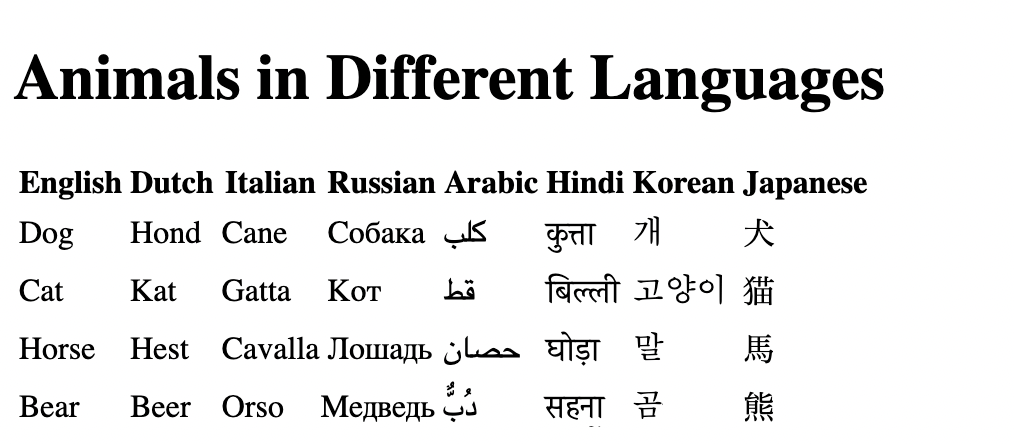 Animals in Different Languages
English Dutch Italian Russian Arabic Hindi Korean Japanese
Dog Hond Cane Собака كلب कुत्ता 개 犬
Cat Kat Gatta Кот قط बिल्ली 고양이 猫
Horse Hest Cavalla Лошадь حصان घोड़ा 말 馬
Bear Beer Orso Медведь دُبٌّ सहना 곰 熊